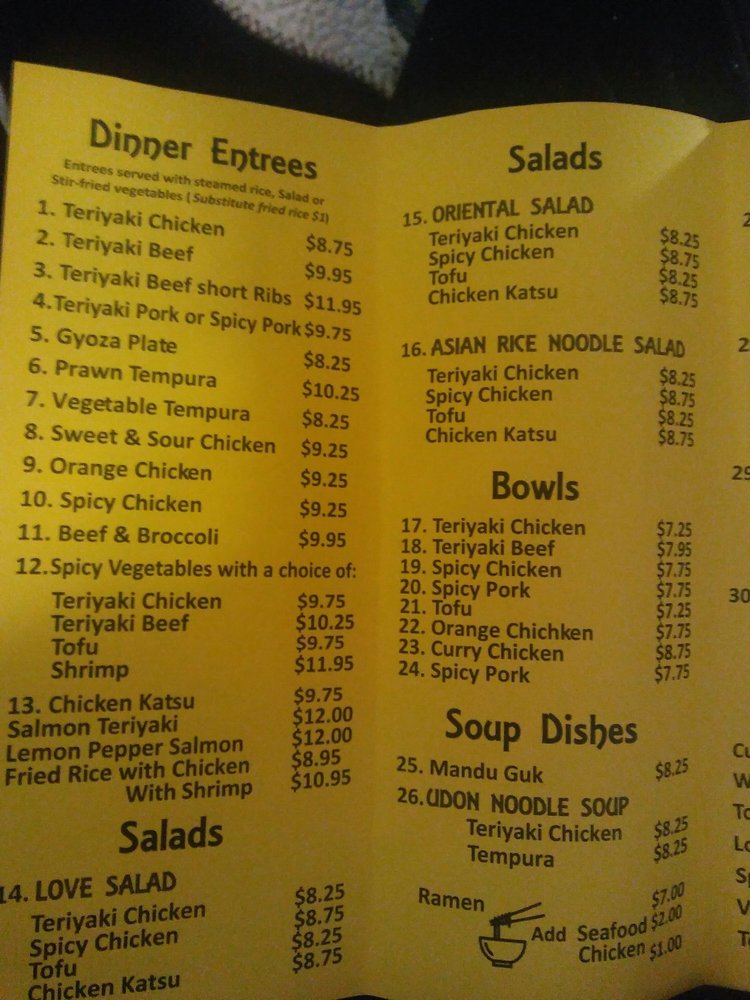 Dinner Entrees
Entrees served with steamed rice, Salad or
Stir-fried vegetables ( Substitute fried rice $1)
1. Teriyaki Chicken $8.75
2. Teriyaki Beef $9.95
3. Teriyaki Beef short Ribs $11.95
4.Teriyaki Pork or Spicy Pork $9.75
5. Gyoza Plate $8.25
6. Prawn Tempura $10.25
7. Vegetable Tempura $8.25
8. Sweet & Sour Chicken $9.25
9. Orange Chicken $9.25
10. Spicy Chicken $9.25
11. Beef & Broccoli $9.95
12.Spicy Vegetables with a choice of:
Teriyaki Chicken $9.75
Teriyaki Beef $10.25
Tofu $9.75
Shrimp $11.95
13. Chicken Katsu $9.75
Salmon Teriyaki $12.00
Lemon Pepper Salmon $12.00
Fried Rice with Chicken $8.95
With Shrimp $10.95
Salads
14. LOVE SALAD
Teriyaki Chicken $8.25
Spicy Chicken $8.75
Tofu $8.25
Chicken Katsu $8.75
Salads
15. ORIENTAL SALAD
Teriyaki Chicken $8.25
Spicy Chicken $8.75
Tofu $8.25
Chicken Katsu $8.75
16. ASIAN RICE NOODLE SALAD
Teriyaki Chicken $8.25
Spicy Chicken $8.75
Tofu $8.25
Chicken Katsu $8.75
Bowls
17. Teriyaki Chicken $7.25
18. Teriyaki Beef $7.95
19. Spicy Chicken $7.75
20. Spicy Pork $7.75
21. Tofu $7.25
22. Orange Chichken $7.75
23. Curry Chicken $8.75
24. Spicy Pork $7.75
Soup Dishes
25. Mandu Guk $8.25
26. UDON NOODLE SOUP
Teriyaki Chicken $8.25
Tempura $8.25
Ramen $7.00
Add Seafood $2.00
Chicken $1.00
29
30